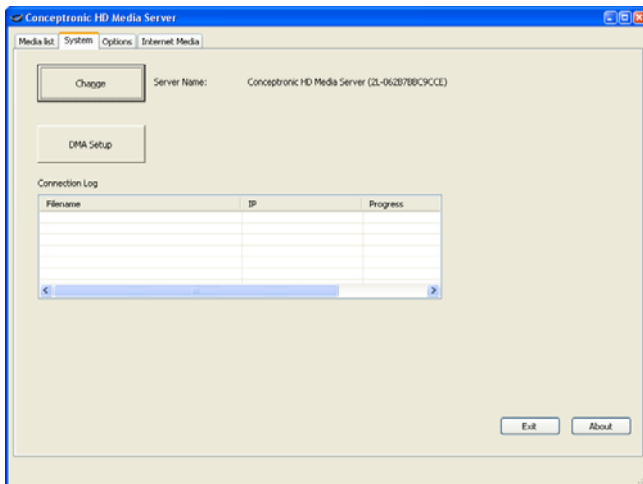 Conceptronic HD Media Server
Media list System Options Internet Media
Change Server Name: Conceptronic HD Media Server (2L-062B7BBC9CCE)
DMA Setup
Connection Log
Filename IP Progress
Exit About